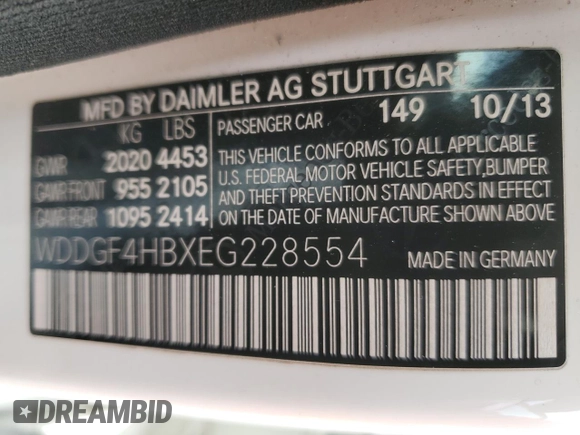 MFD BY DAIMLER AG STUTTGART
KG LBS
GVWR 2020 4453
GAWR FRONT 955 2105
GAWR REAR 1095 2414
PASSENGER CAR 149 10/13
THIS VEHICLE CONFORMS TO ALL APPLICABLE
U.S. FEDERAL MOTOR VEHICLE SAFETY, BUMPER
AND THEFT PREVENTION STANDARDS IN EFFECT
ON THE DATE OF MANUFACTURE SHOWN ABOVE
WDDGF4HBXEG228554
MADE IN GERMANY
DREAMBID